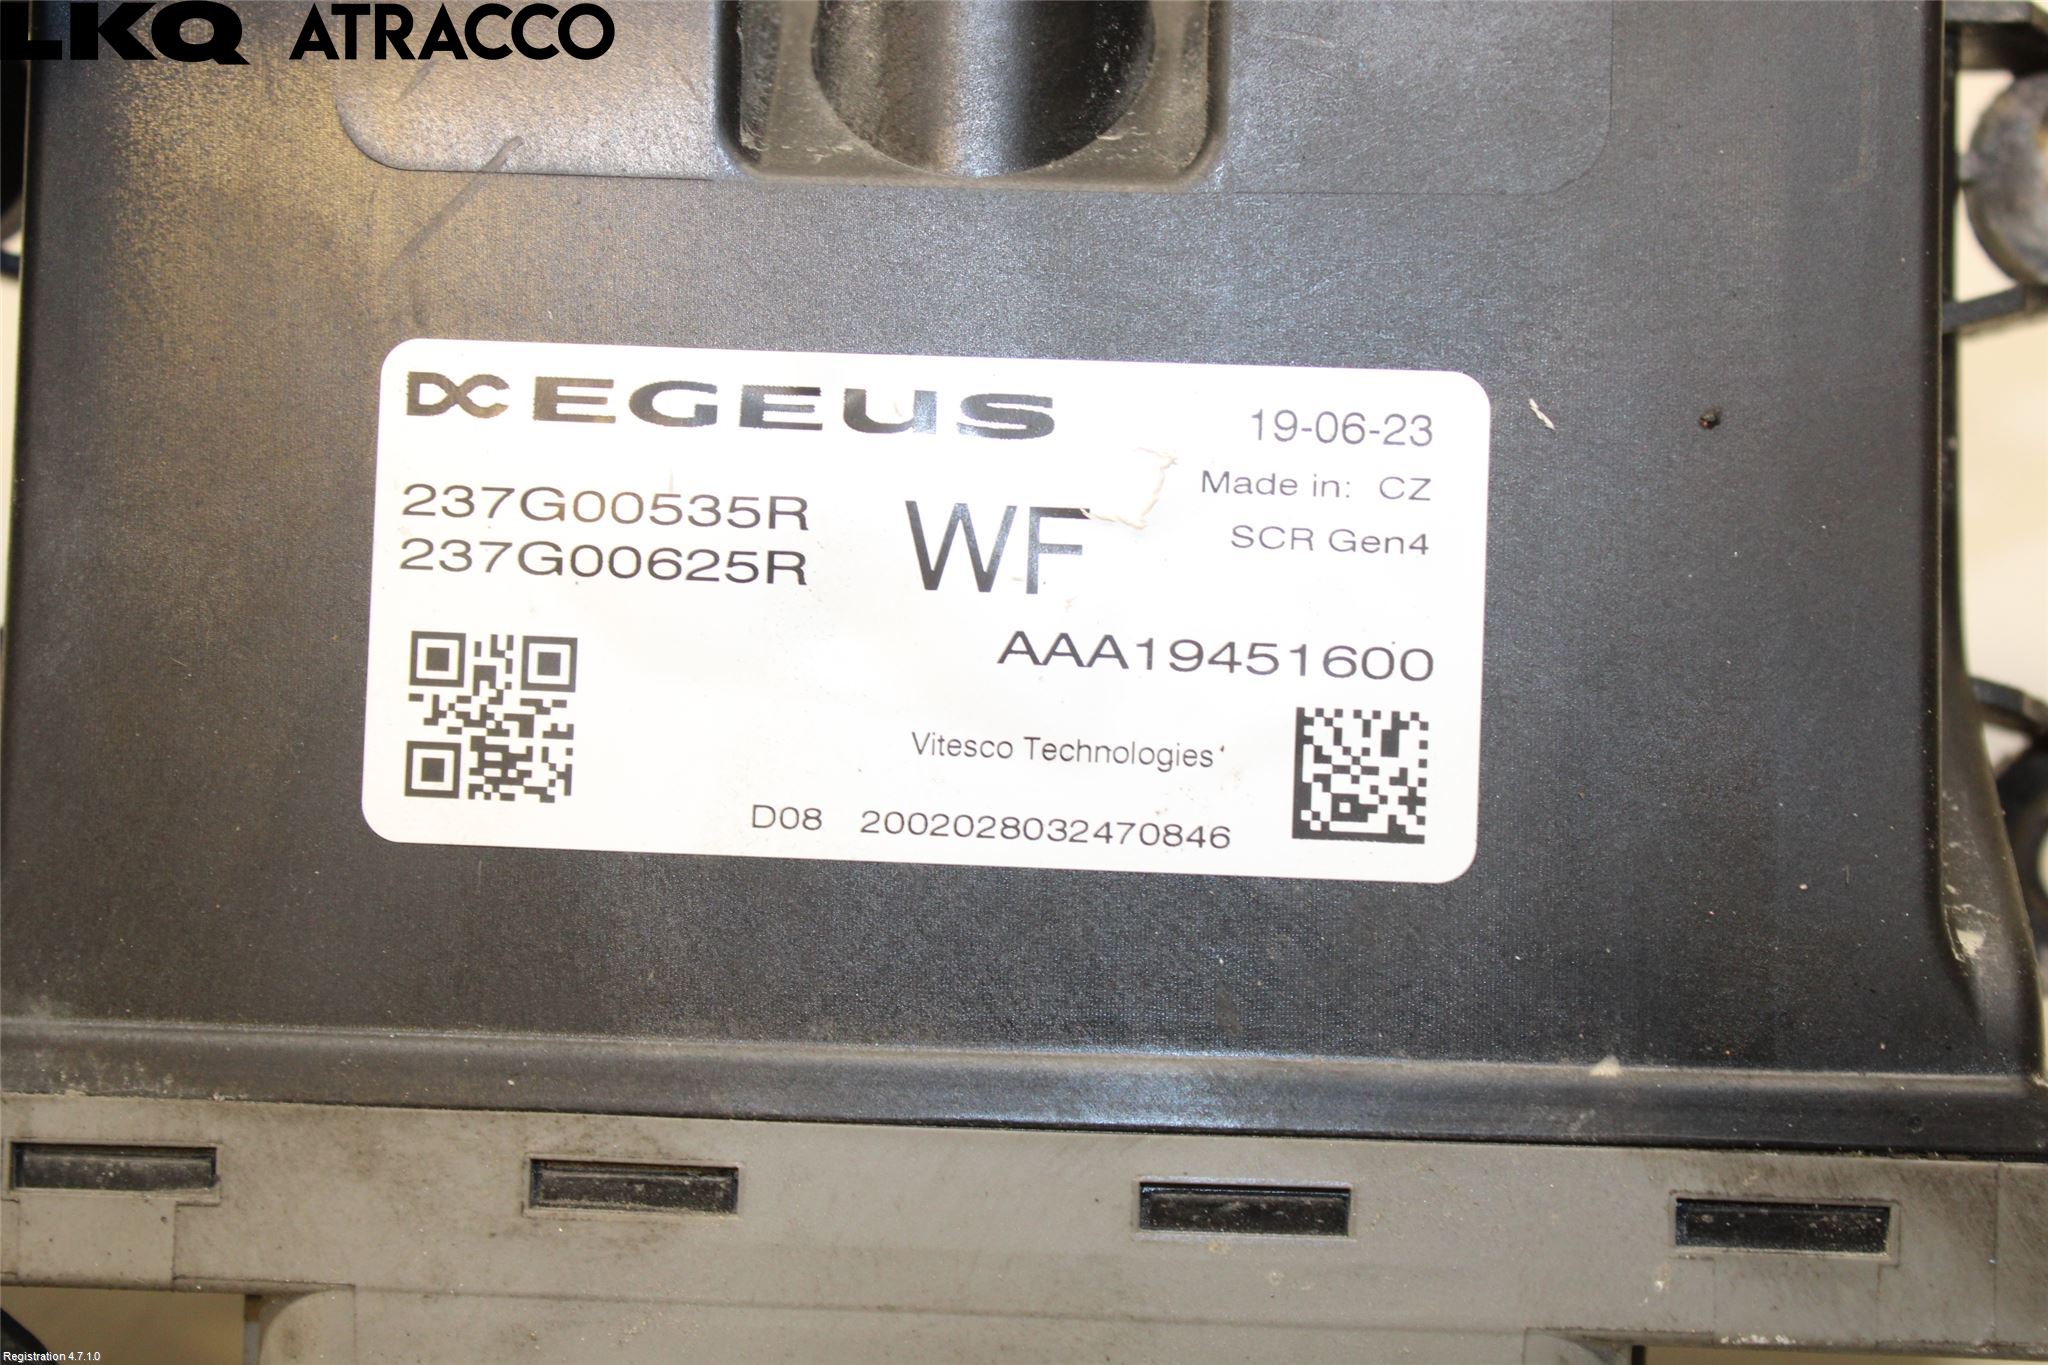 LKQ ATRACCO
EGEUS
19-06-23
Made in: CZ
237G00535R
237G00625R
WF
SCR Gen4
AAA19451600
Vitesco Technologies
D08 2002028032470846
Registration 4.7.1.0